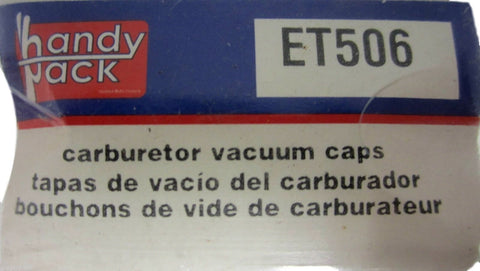 handy
pack
ET506
carburetor vacuum caps
tapas de vacío del carburador
bouchons de vide de carburateur